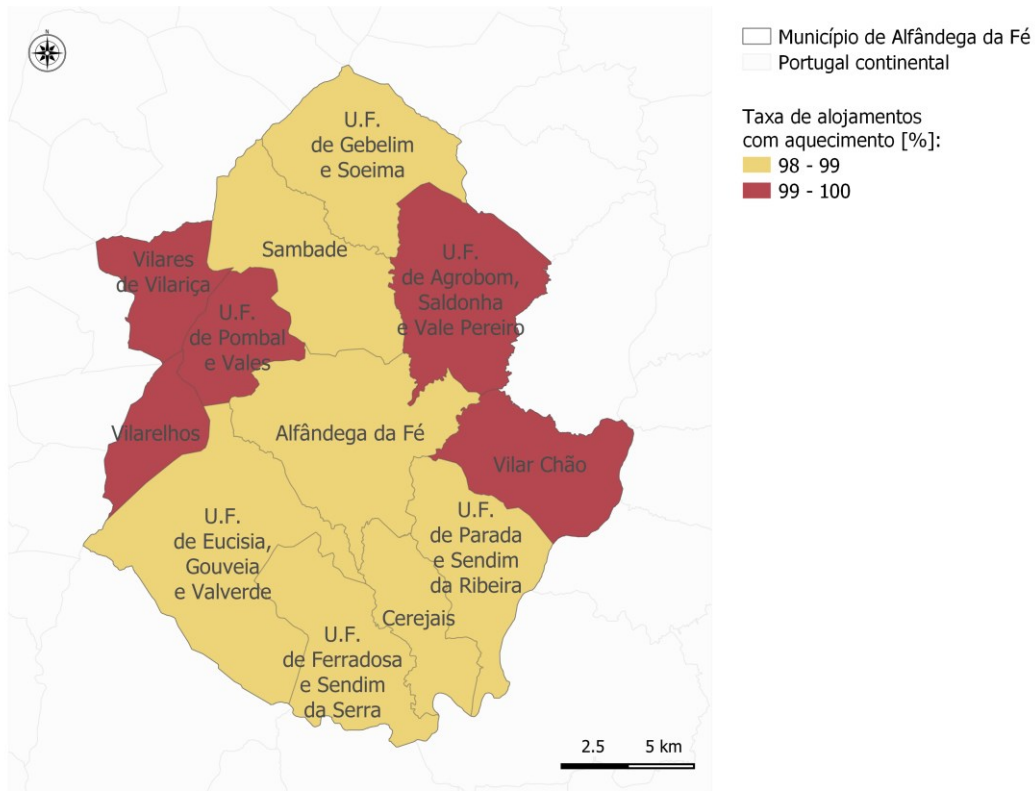 N
Município de Alfândega da Fé
Portugal continental
Taxa de alojamentos
com aquecimento [%]:
98 - 99
99 - 100
U.F.
de Gebelim
e Soeima
Sambade
Vilares
de Vilariça
U.F.
de Agrobom,
Saldonha
e Vale Pereiro
U.F.
de Pombal
e Vales
Vilarelhos
Alfândega da Fé
Vilar Chão
U.F.
de Eucisia,
Gouveia
e Valverde
U.F.
de Parada
e Sendim
da Ribeira
Cerejais
U.F.
de Ferradosa
e Sendim
da Serra
2.5 5 km